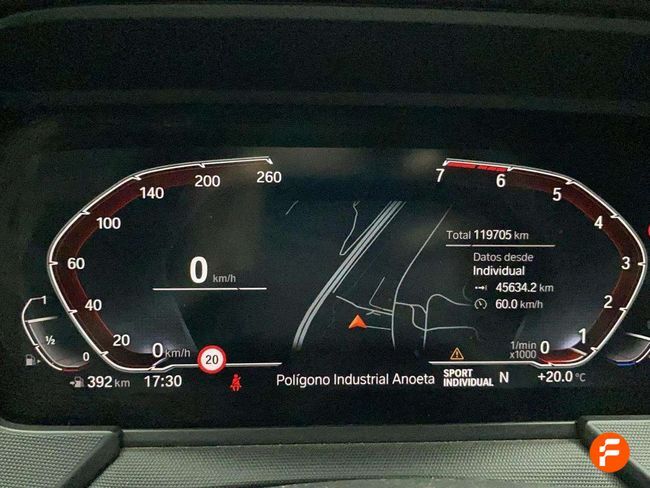 260
200
140
100
60
40
20
0 km/h
0 km/h
20
1
½
0
392 km
17:30
Polígono Industrial Anoeta
Total 119705 km
Datos desde
Individual
45634.2 km
60.0 km/h
7
6
5
4
3
2
1
0
1/min
x1000
SPORT
INDIVIDUAL
N
+20.0 °C